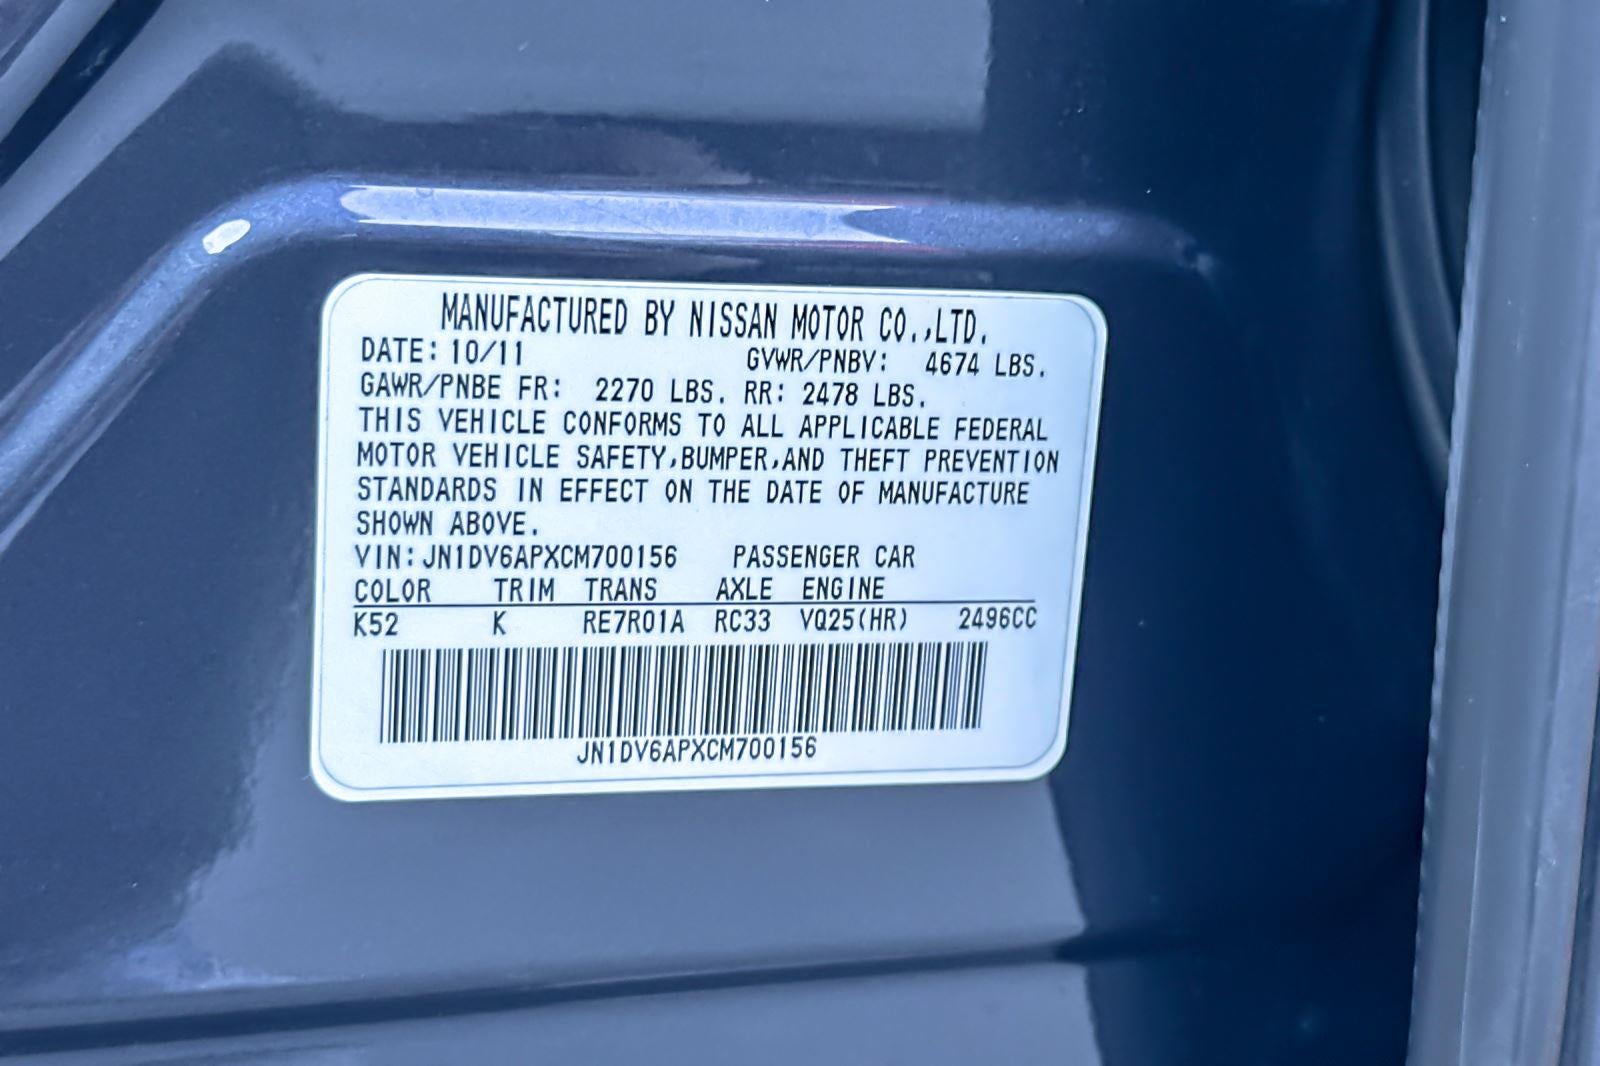 MANUFACTURED BY NISSAN MOTOR CO.,LTD.
DATE: 10/11 GVWR/PNBV: 4674 LBS.
GAWR/PNBE FR: 2270 LBS. RR: 2478 LBS.
THIS VEHICLE CONFORMS TO ALL APPLICABLE FEDERAL
MOTOR VEHICLE SAFETY,BUMPER,AND THEFT PREVENTION
STANDARDS IN EFFECT ON THE DATE OF MANUFACTURE
SHOWN ABOVE.
VIN: JN1DV6APXCM700156 PASSENGER CAR
COLOR TRIM TRANS AXLE ENGINE
K52 K RE7R01A RC33 VQ25(HR) 2496CC
JN1DV6APXCM700156